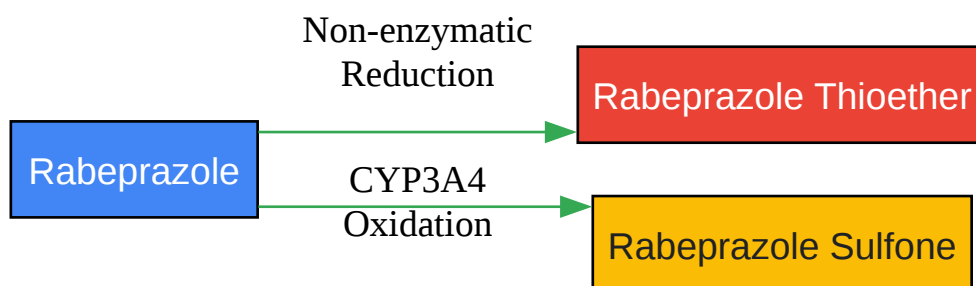 Non-enzymatic
Reduction
Rabeprazole Thioether
Rabeprazole
CYP3A4
Oxidation
Rabeprazole Sulfone